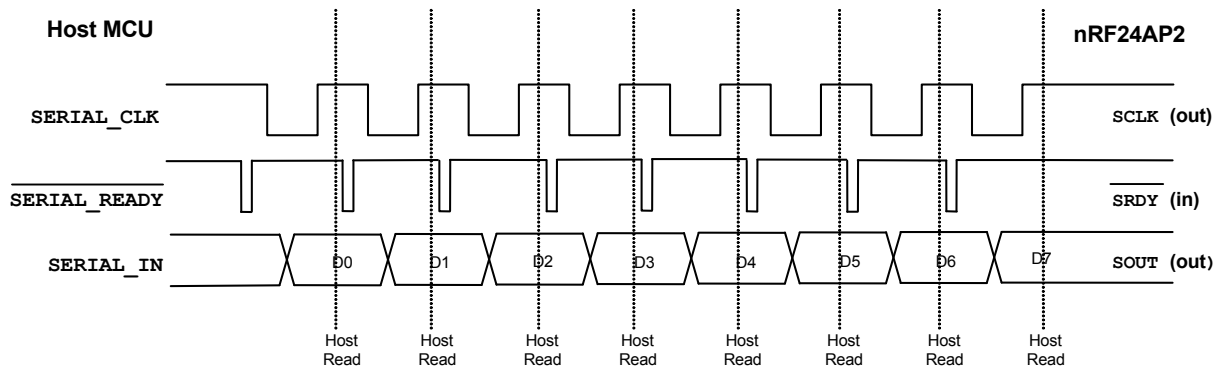 Host MCU
nRF24AP2
SERIAL_CLK
SCLK (out)
SERIAL_READY
SRDY (in)
SERIAL_IN
D0 D1 D2 D3 D4 D5 D6 D7
SOUT (out)
Host Host Host Host Host Host Host Host
Read Read Read Read Read Read Read Read